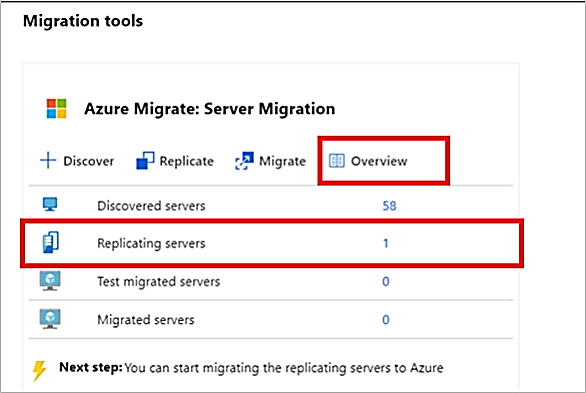 Migration tools
Azure Migrate: Server Migration
Discover Replicate Migrate Overview
Discovered servers 58
Replicating servers 1
Test migrated servers 0
Migrated servers 0
Next step: You can start migrating the replicating servers to Azure